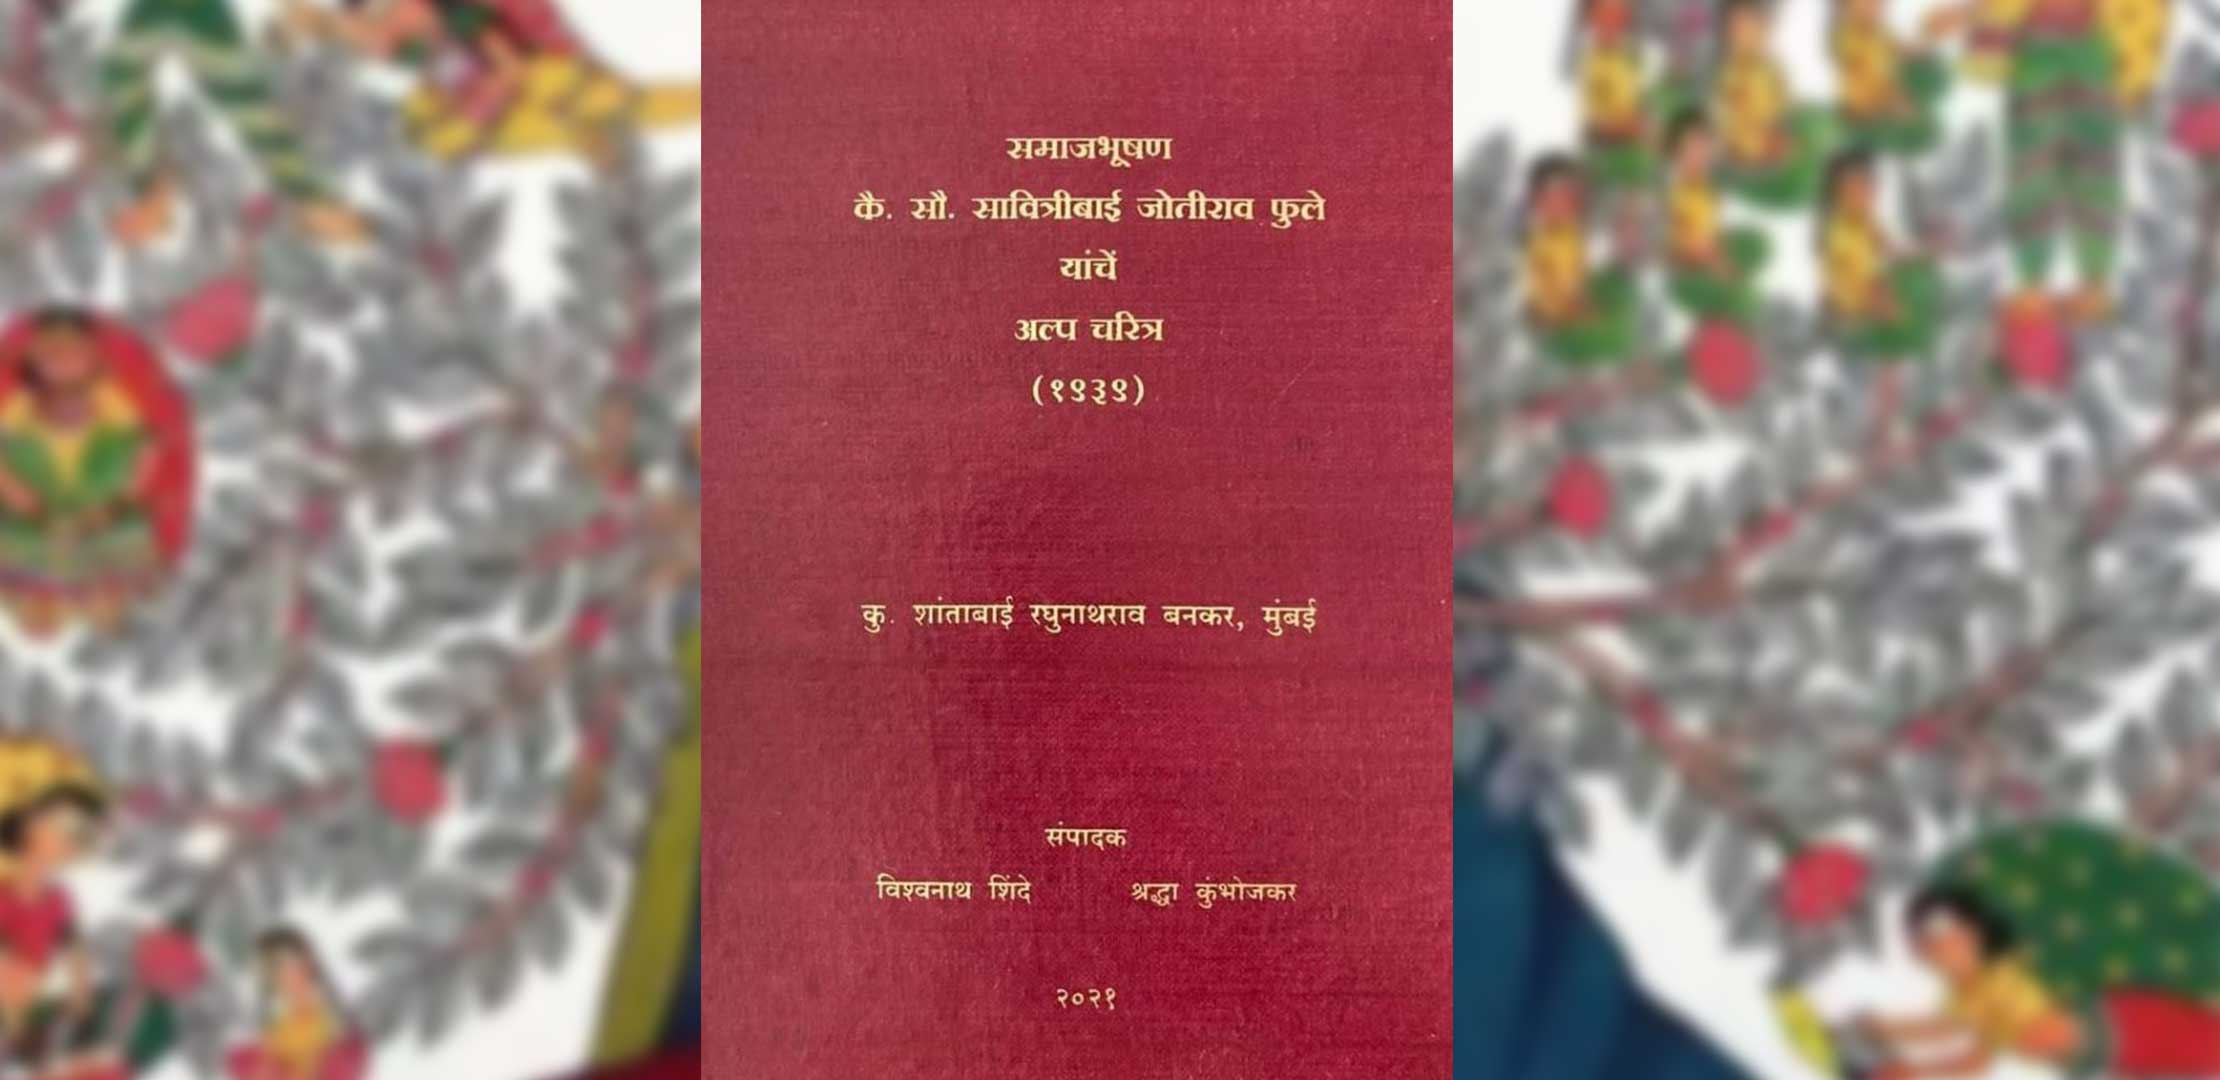 समाजभूषण
कै. सौ. सावित्रीबाई जोतीराव फुले
यांचें
अल्प चरित्र
(१९३९)
कु. शांताबाई रघुनाथराव बनकर, मुंबई
संपादक
विश्वनाथ शिंदे श्रद्धा कुंभोजकर
२०२१